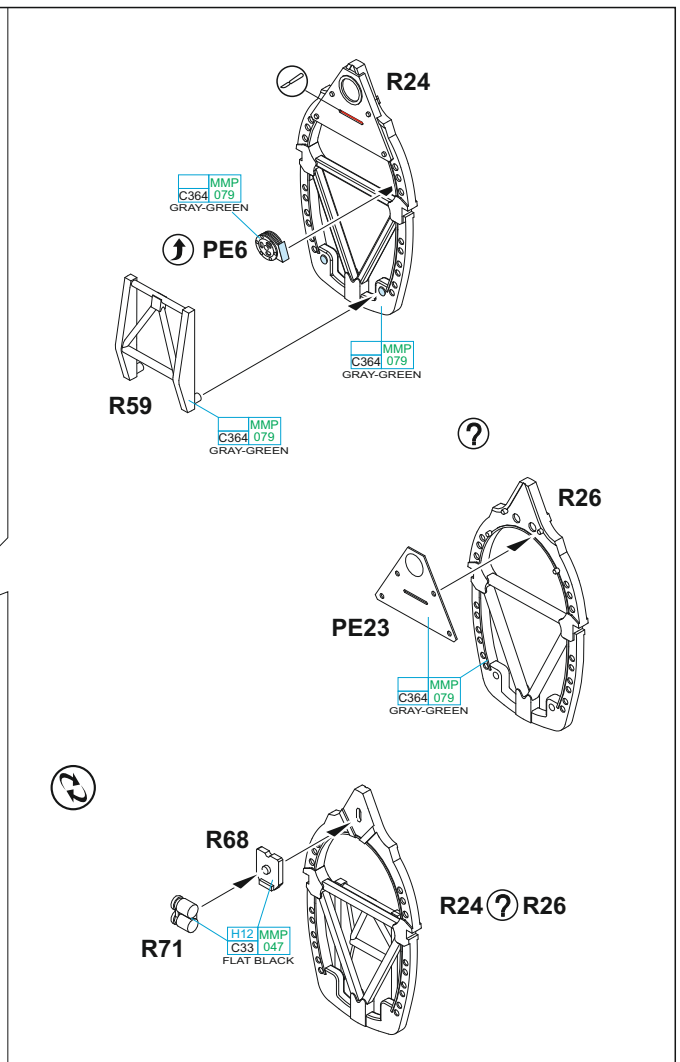 R24
MMP
C364 079
GRAY-GREEN
PE6
MMP
C364 079
GRAY-GREEN
R59
MMP
C364 079
GRAY-GREEN
?
R26
PE23
MMP
C364 079
GRAY-GREEN
R68
R24 ? R26
R71
H12 MMP
C33 047
FLAT BLACK